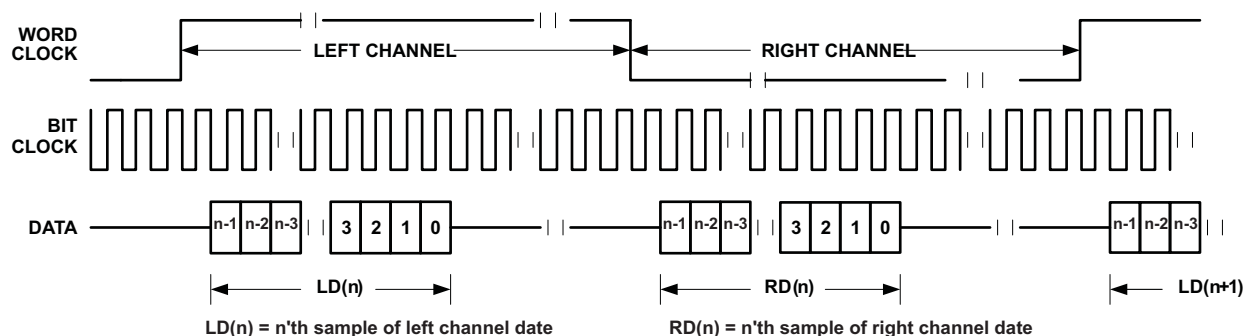 WORD
CLOCK
LEFT CHANNEL
RIGHT CHANNEL
BIT
CLOCK
DATA
n-1 n-2 n-3 3 2 1 0 n-1 n-2 n-3 3 2 1 0 n-1 n-2 n-3
LD(n) RD(n) LD(n+1)
LD(n) = n'th sample of left channel date RD(n) = n'th sample of right channel date